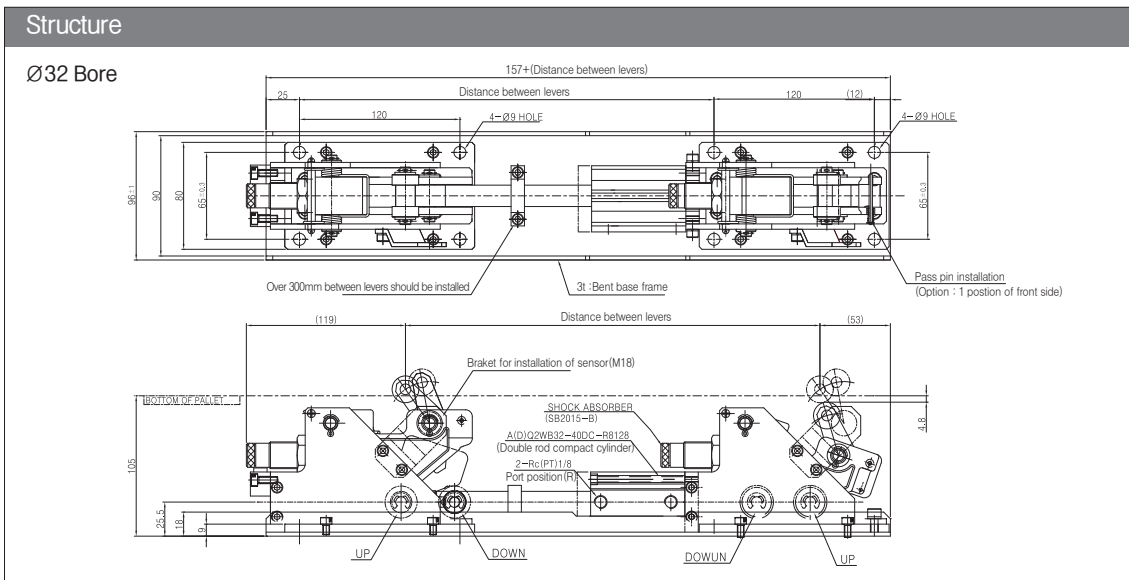 Structure
Ø32 Bore
157+(Distance between levers)
25
Distance between levers
120
(12)
120
4-Ø9 HOLE
4-Ø9 HOLE
96±1
90
80
65±0.3
65±0.3
Over 300mm between levers should be installed
3t :Bent base frame
Pass pin installation
(Option : 1 postion of front side)
(119)
Distance between levers
(53)
Braket for installation of sensor(M18)
BOTTOM OF PALLET
SHOCK ABSORBER
(SB2015-B)
A(D)Q2WB32-40DC-R8128
(Double rod compact cylinder)
2-Rc(PT)1/8
Port position(R)
4.8
105
25.5
18
9
UP
DOWN
DOWUN
UP